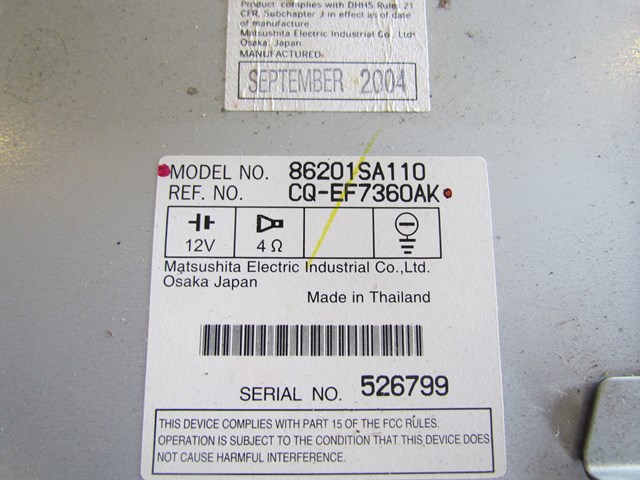 Product complies with DHHS Rule 21
CFR, Subchapter J in effect as of date
of manufacture.
Matsushita Electric Industrial Co., Ltd.
Osaka, Japan
MANUFACTURED:
SEPTEMBER 2004
MODEL NO. 86201SA110
REF. NO. CQ-EF7360AK
12V 4 Ω
Matsushita Electric Industrial Co.,Ltd.
Osaka Japan
Made in Thailand
SERIAL NO. 526799
THIS DEVICE COMPLIES WITH PART 15 OF THE FCC RULES.
OPERATION IS SUBJECT TO THE CONDITION THAT THIS DEVICE DOES
NOT CAUSE HARMFUL INTERFERENCE.